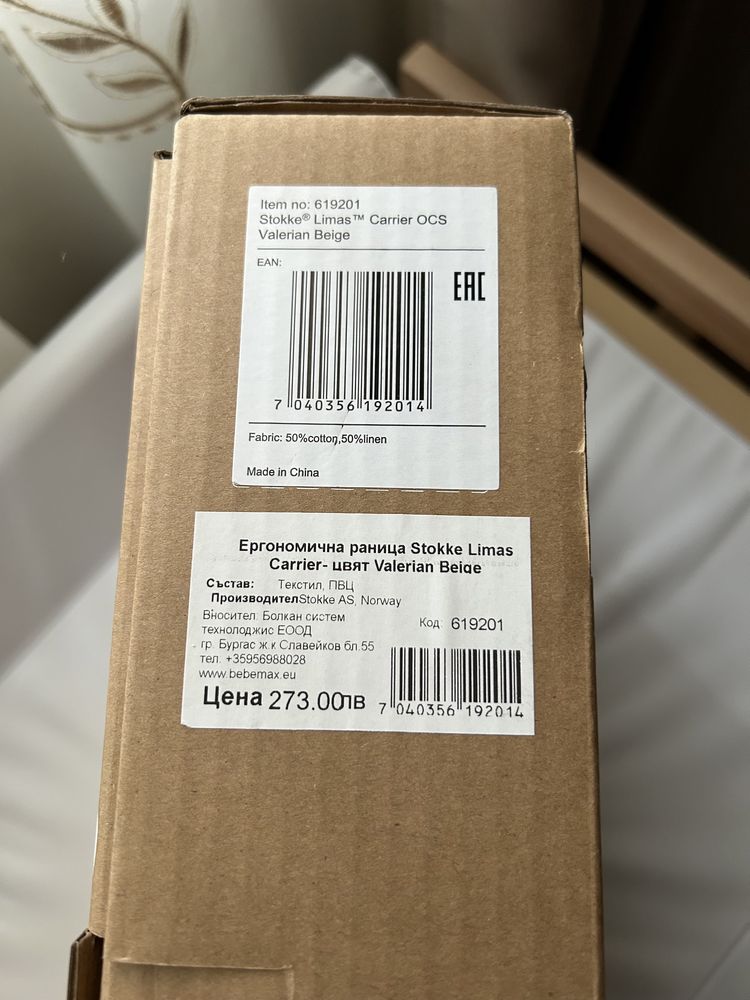 Item no: 619201
Stokke® Limas™ Carrier OCS
Valerian Beige
EAN:
EAC
7 040356 192014
Fabric: 50%cotton,50%linen
Made in China
Ергономична раница Stokke Limas
Carrier- цвят Valerian Beige
Състав: Текстил, ПВЦ
Производител Stokke AS, Norway
Вносител: Болкан систем
технолоджис ЕООД
гр. Бургас ж.к Славейков бл.55
тел. +35956988028
www.bebemax.eu
Код: 619201
Цена 273.00лв
7 040356 192014